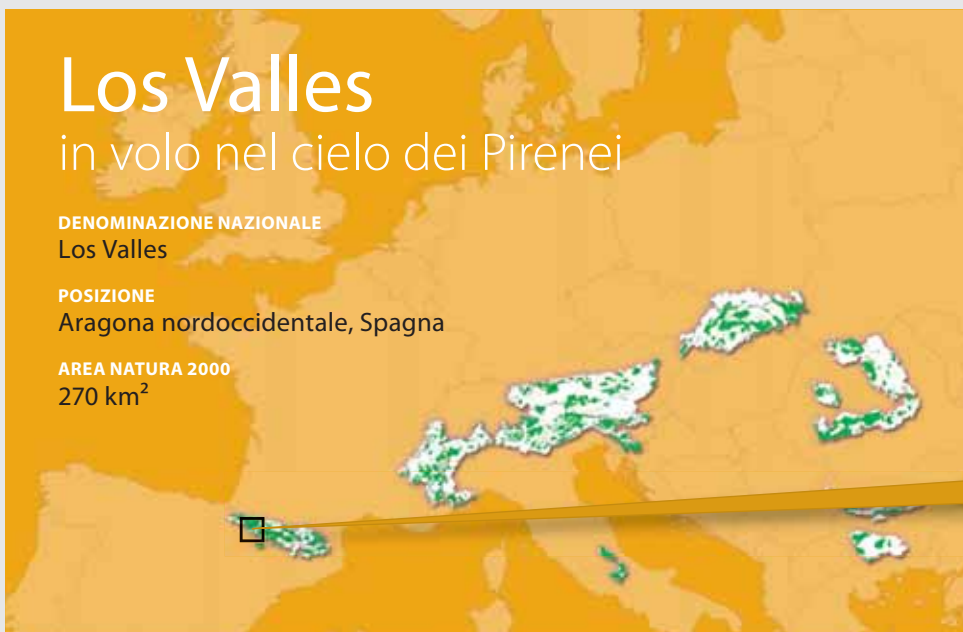 Los Valles
in volo nel cielo dei Pirenei
DENOMINAZIONE NAZIONALE
Los Valles
POSIZIONE
Aragona nordoccidentale, Spagna
AREA NATURA 2000
270 km²